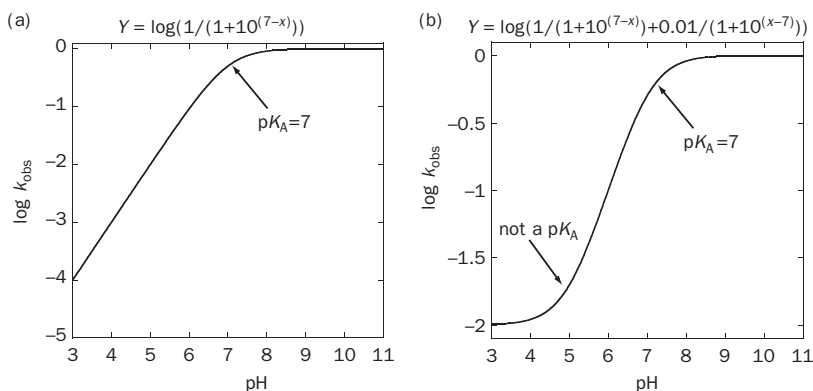 (a)
Y = log(1/(1+10^(7–x)))
0
–1
–2
–3
–4
–5
log k_obs
pK_A=7
3 4 5 6 7 8 9 10 11
pH
(b)
Y = log(1/(1+10^(7–x))+0.01/(1+10^(x–7)))
0
–0.5
–1
–1.5
–2
log k_obs
pK_A=7
not a pK_A
3 4 5 6 7 8 9 10 11
pH